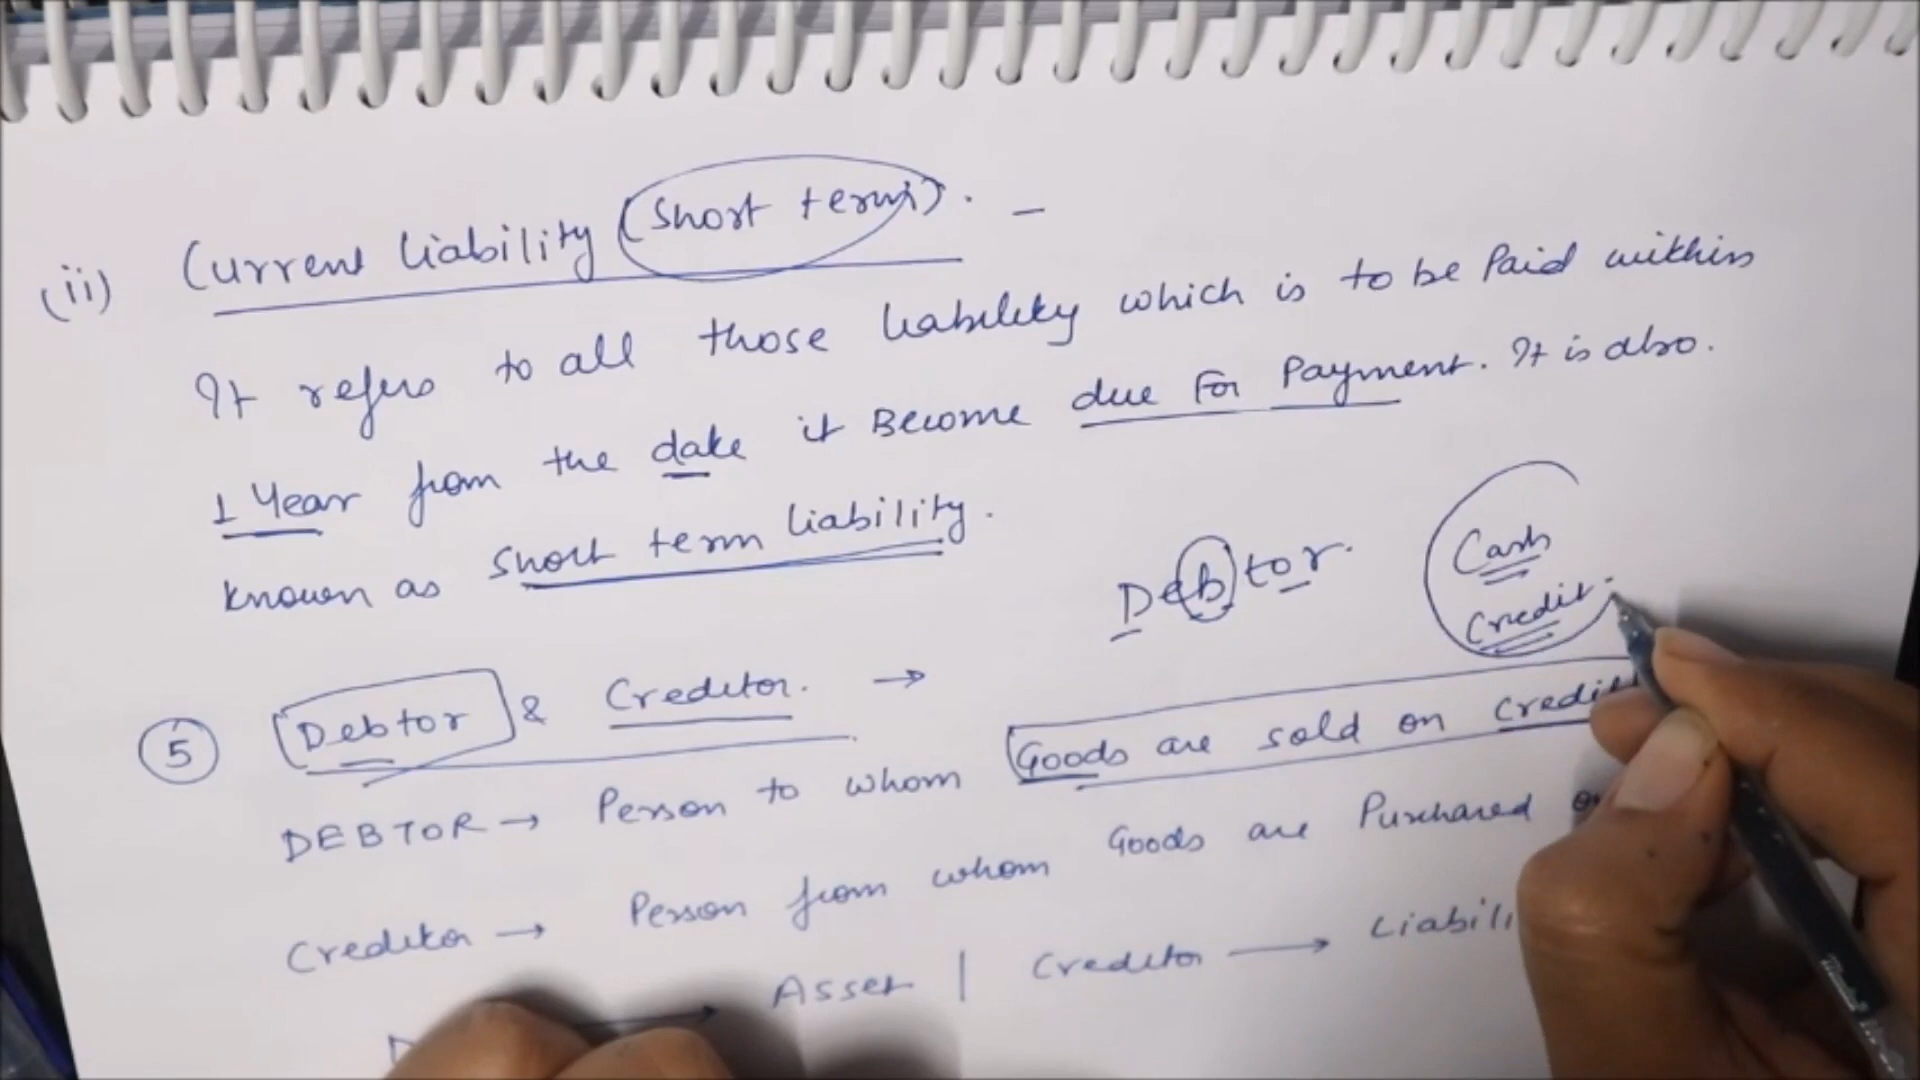 (ii) Current liability (Short term). -
It refers to all those liability which is to be Paid within
1 Year from the date it Become due For Payment. It is also.
known as Short term liability.
Debtor.
Cash
Credit.
5 Debtor & Creditor. →
DEBTOR → Person to whom Goods are sold on Credit
Creditor → Person from whom Goods are Purchased
→ Asset | Creditor → Liabili